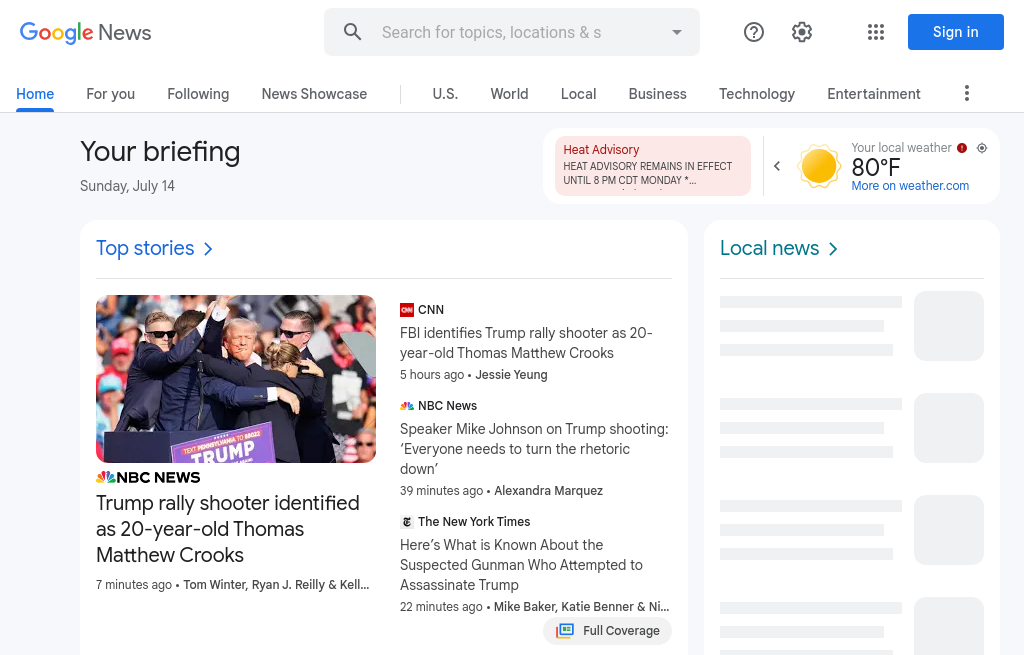 Google News
Search for topics, locations & s
Sign in
Home
For you
Following
News Showcase
U.S.
World
Local
Business
Technology
Entertainment
Your briefing
Sunday, July 14
Heat Advisory
HEAT ADVISORY REMAINS IN EFFECT
UNTIL 8 PM CDT MONDAY *...
Your local weather
80°F
More on weather.com
Top stories
TEXT PENNSYLVANIA TO 88022
TRUMP
NBC NEWS
Trump rally shooter identified
as 20-year-old Thomas
Matthew Crooks
7 minutes ago • Tom Winter, Ryan J. Reilly & Kell...
CNN
CNN
FBI identifies Trump rally shooter as 20-
year-old Thomas Matthew Crooks
5 hours ago • Jessie Yeung
NBC News
Speaker Mike Johnson on Trump shooting:
‘Everyone needs to turn the rhetoric
down’
39 minutes ago • Alexandra Marquez
The New York Times
Here’s What is Known About the
Suspected Gunman Who Attempted to
Assassinate Trump
22 minutes ago • Mike Baker, Katie Benner & Ni...
Full Coverage
Local news